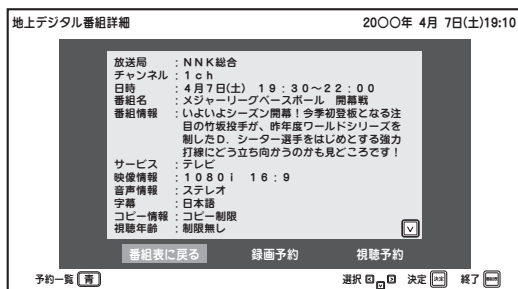 地上デジタル番組詳細 20〇〇年 4月 7日(土)19:10
放送局 : NNK総合
チャンネル : 1ch
日時 : 4月7日(土) 19:30～22:00
番組名 : メジャーリーグベースボール 開幕戦
番組情報 : いよいよシーズン開幕！今季初登板となる注
目の竹坂投手が、昨年度ワールドシリーズを
制したD．シーター選手をはじめとする強力
打線にどう立ち向かうのかも見どころです！
サービス : テレビ
映像情報 : 1080i 16:9
音声情報 : ステレオ
字幕 : 日本語
コピー情報 : コピー制限
視聴年齢 : 制限無し
番組表に戻る 録画予約 視聴予約
予約一覧 青 選択 決定 決定 終了